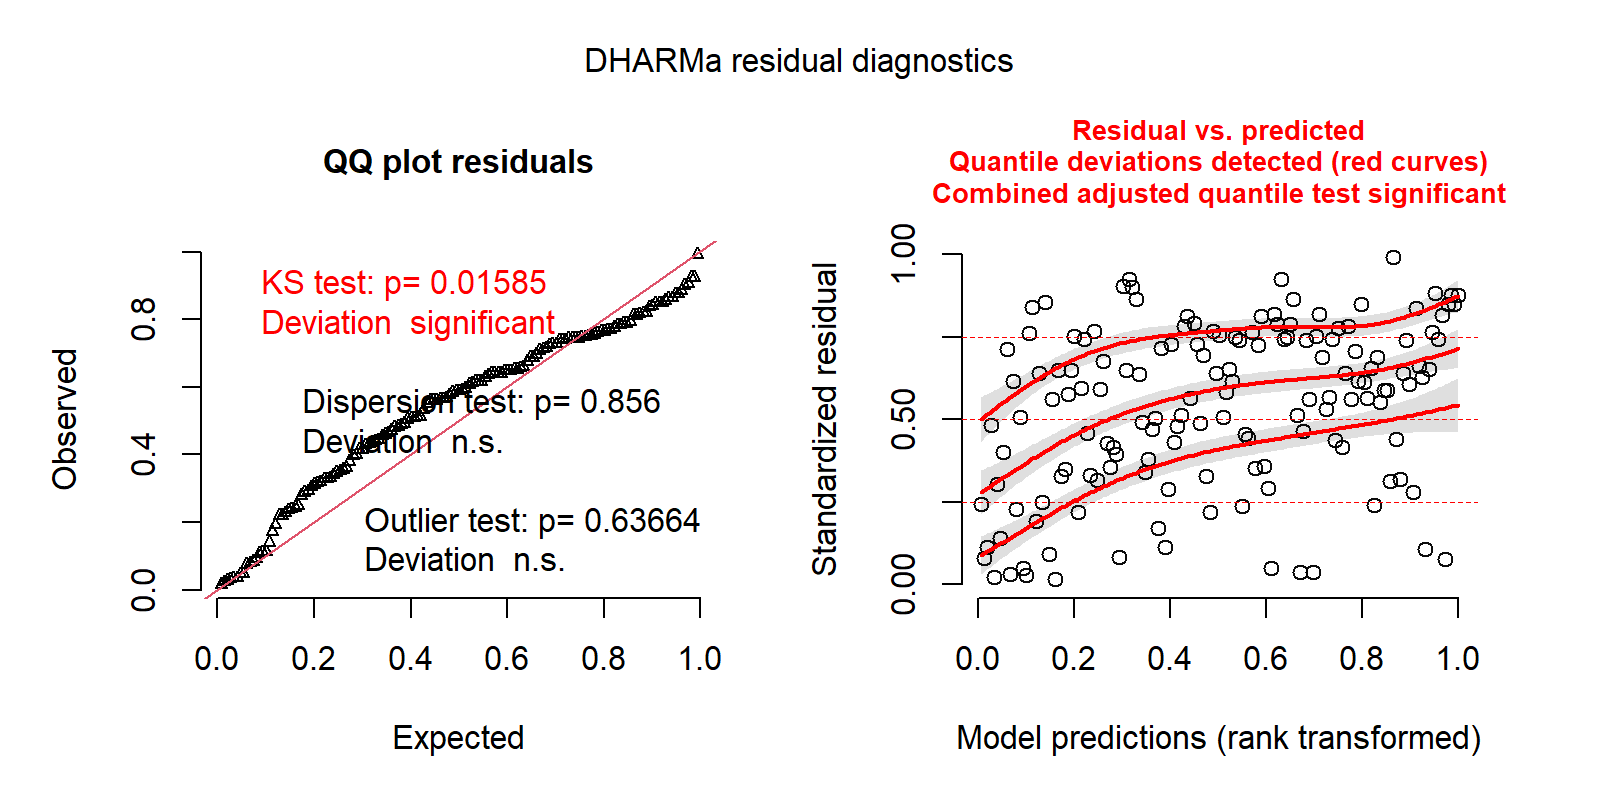 DHARMa residual diagnostics
QQ plot residuals
KS test: p= 0.01585
Deviation  significant
Dispersion test: p= 0.856
Deviation  n.s.
Outlier test: p= 0.63664
Deviation  n.s.
Observed
0.0 0.4 0.8
0.0 0.2 0.4 0.6 0.8 1.0
Expected
Residual vs. predicted
Quantile deviations detected (red curves)
Combined adjusted quantile test significant
Standardized residual
0.00 0.50 1.00
0.0 0.2 0.4 0.6 0.8 1.0
Model predictions (rank transformed)